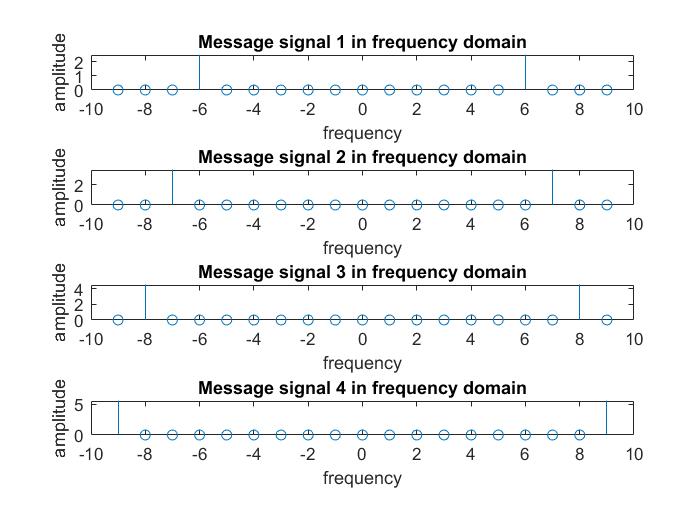 Message signal 1 in frequency domain
amplitude
2
1
0
-10 -8 -6 -4 -2 0 2 4 6 8 10
frequency
Message signal 2 in frequency domain
amplitude
2
0
-10 -8 -6 -4 -2 0 2 4 6 8 10
frequency
Message signal 3 in frequency domain
amplitude
4
2
0
-10 -8 -6 -4 -2 0 2 4 6 8 10
frequency
Message signal 4 in frequency domain
amplitude
5
0
-10 -8 -6 -4 -2 0 2 4 6 8 10
frequency